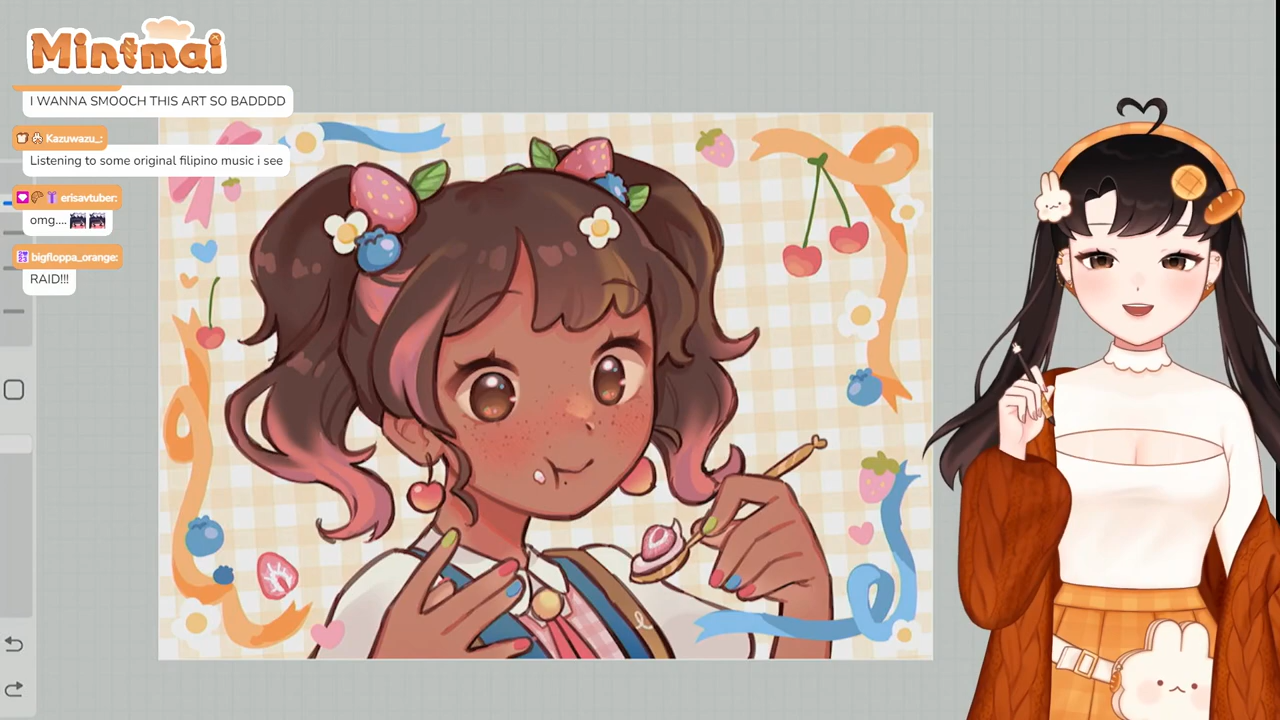 Mintmai
I WANNA SMOOCH THIS ART SO BADDDD
Kazuwazu_:
Listening to some original filipino music i see
erisavtuber:
omg....
bigfloppa_orange:
RAID!!!